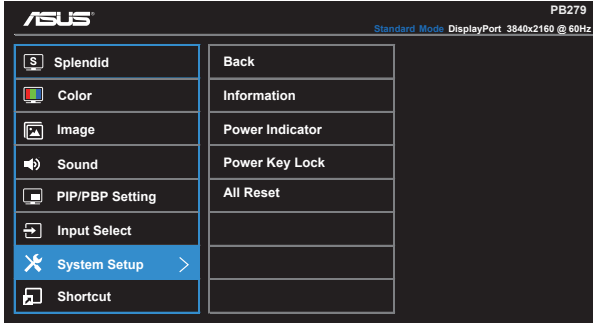 ASUS
PB279
Standard Mode DisplayPort 3840x2160 @ 60Hz
S Splendid
Color
Image
Sound
PIP/PBP Setting
Input Select
System Setup
Shortcut
Back
Information
Power Indicator
Power Key Lock
All Reset